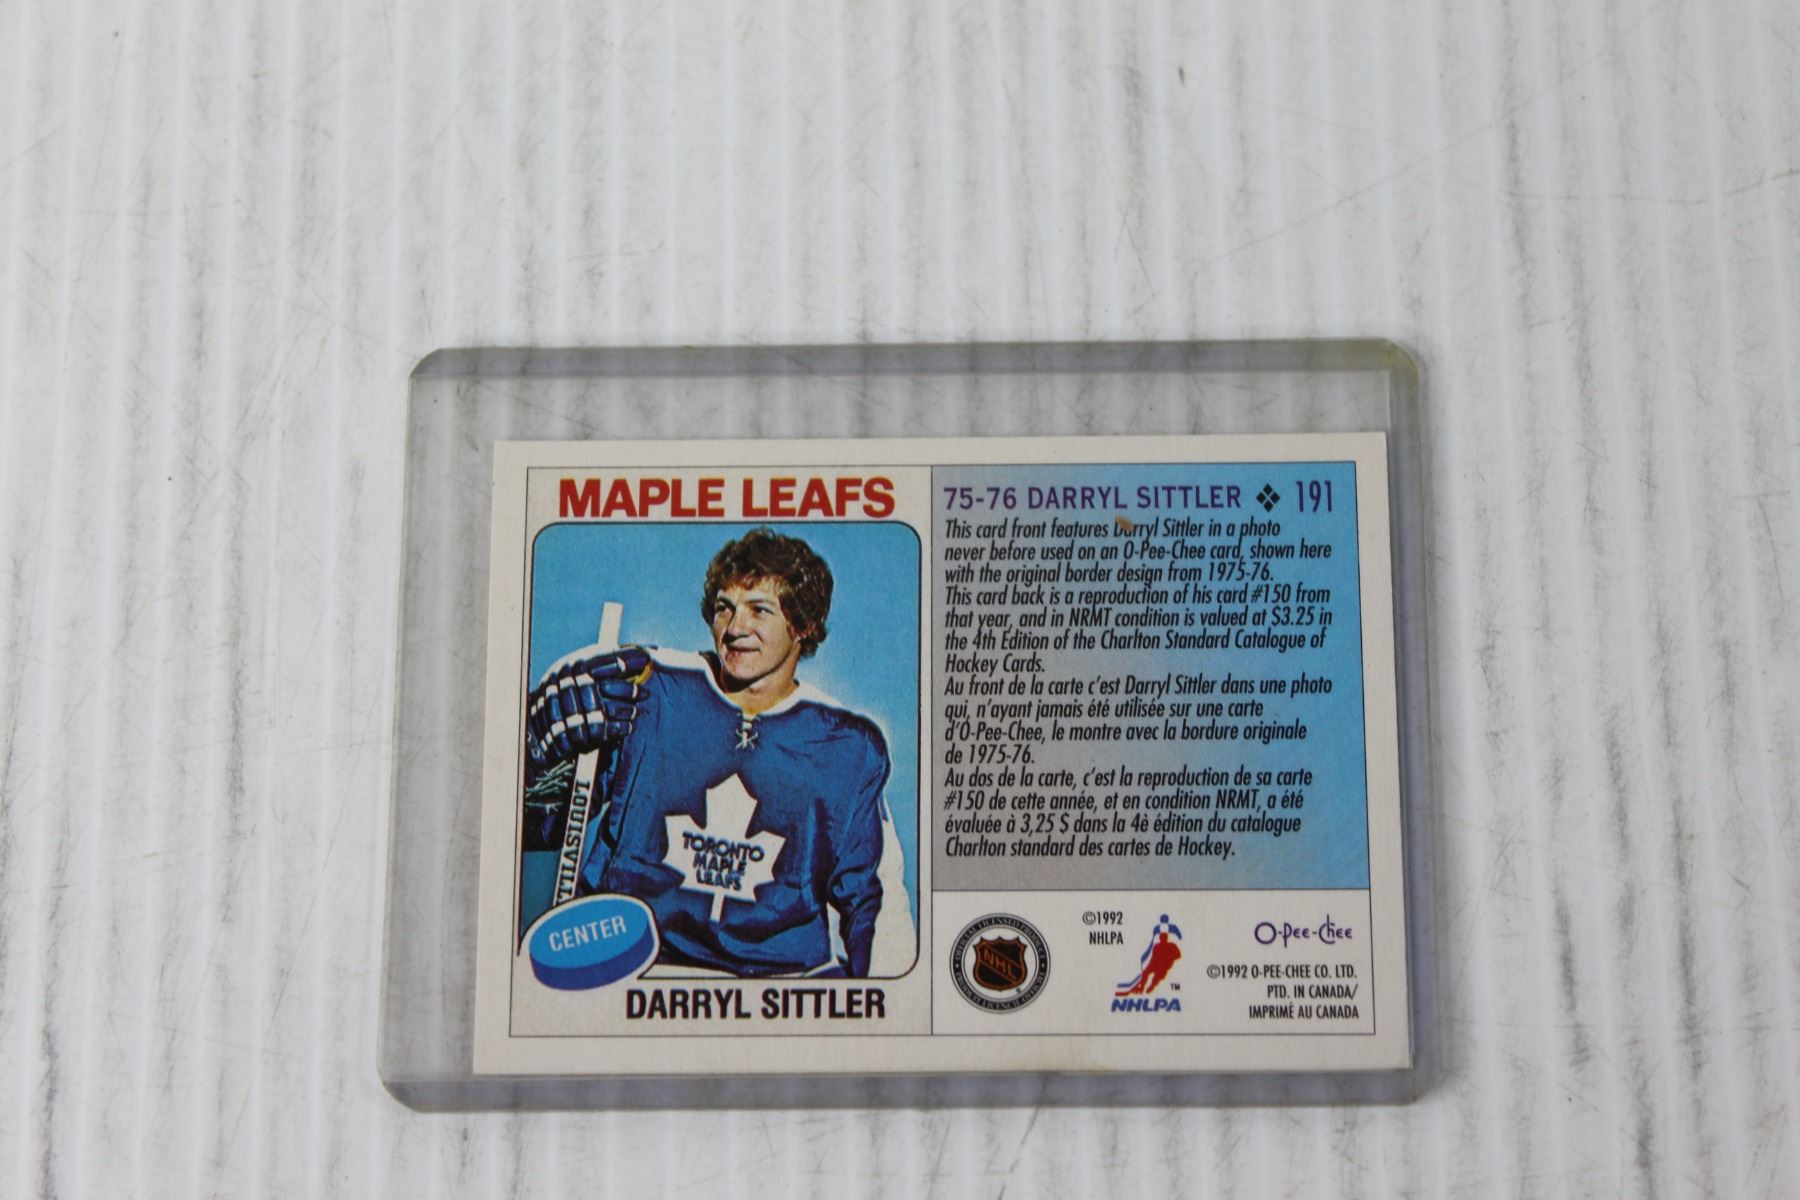 MAPLE LEAFS
LOUISVILL
TORONTO
MAPLE
LEAFS
CENTER
DARRYL SITTLER
75-76 DARRYL SITTLER ❖ 191
This card front features Darryl Sittler in a photo
never before used on an O-Pee-Chee card, shown here
with the original border design from 1975-76.
This card back is a reproduction of his card #150 from
that year, and in NRMT condition is valued at $3.25 in
the 4th Edition of the Charlton Standard Catalogue of
Hockey Cards.
Au front de la carte c'est Darryl Sittler dans une photo
qui, n'ayant jamais été utilisée sur une carte
d'O-Pee-Chee, le montre avec la bordure originale
de 1975-76.
Au dos de la carte, c'est la reproduction de sa carte
#150 de cette année, et en condition NRMT, a été
évaluée à 3,25 $ dans la 4è édition du catalogue
Charlton standard des cartes de Hockey.
NHL
©1992
NHLPA
NHLPA
TM
O-Pee-Chee
©1992 O-PEE-CHEE CO. LTD.
PTD. IN CANADA/
IMPRIMÉ AU CANADA